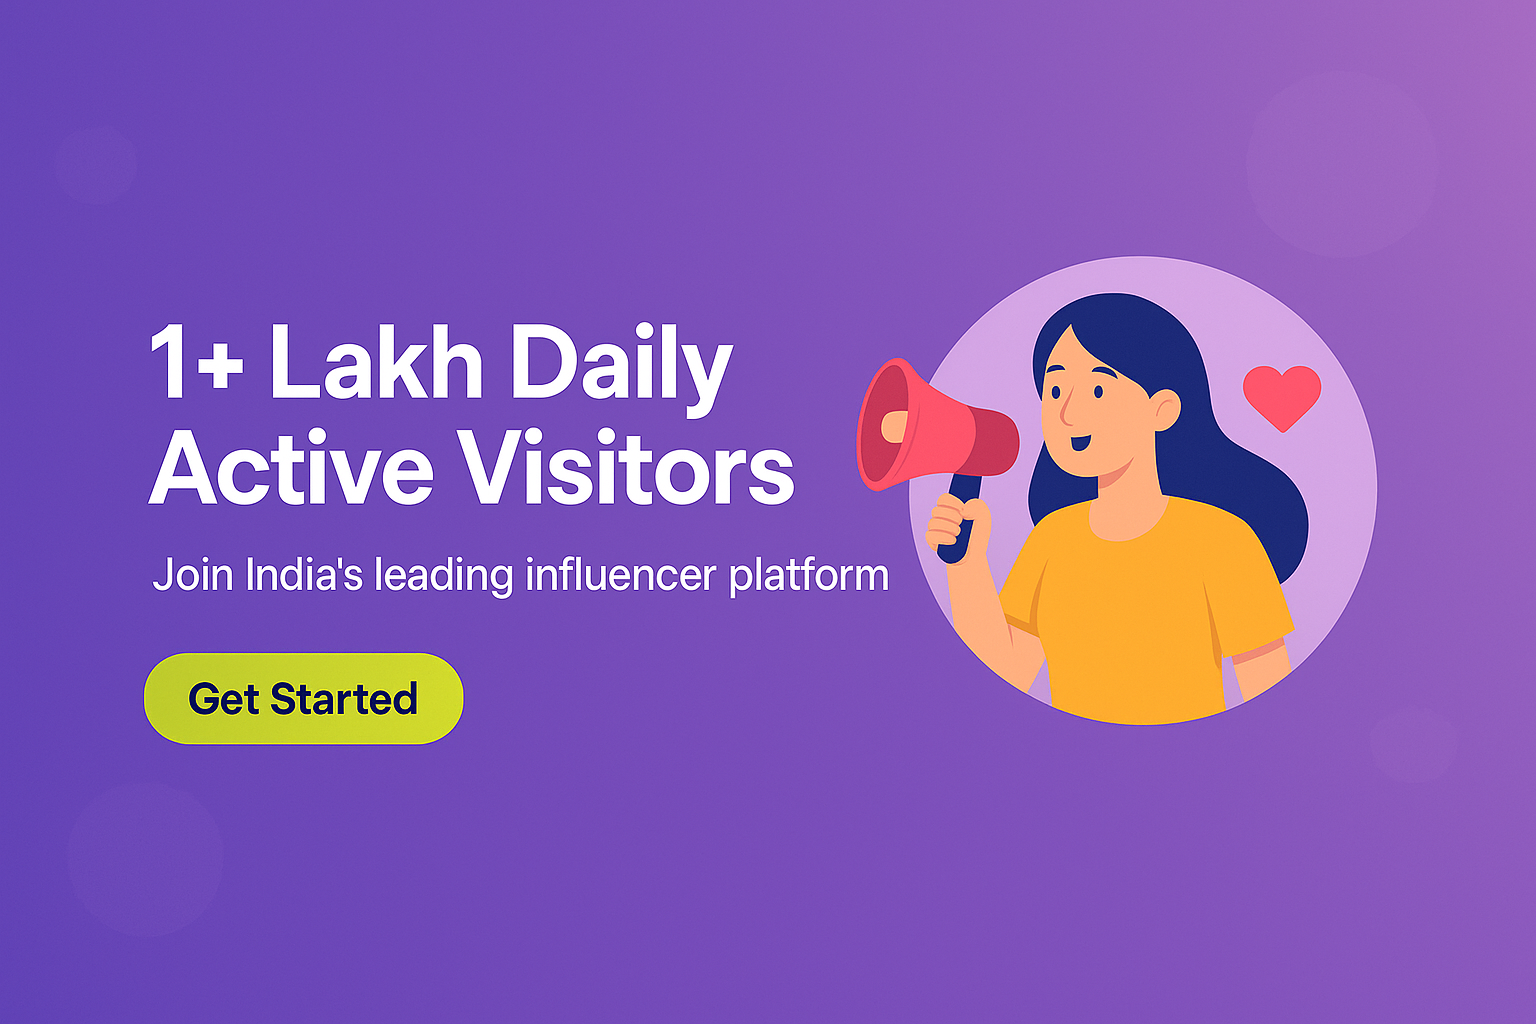 1+ Lakh Daily
Active Visitors
Join India's leading influencer platform
Get Started